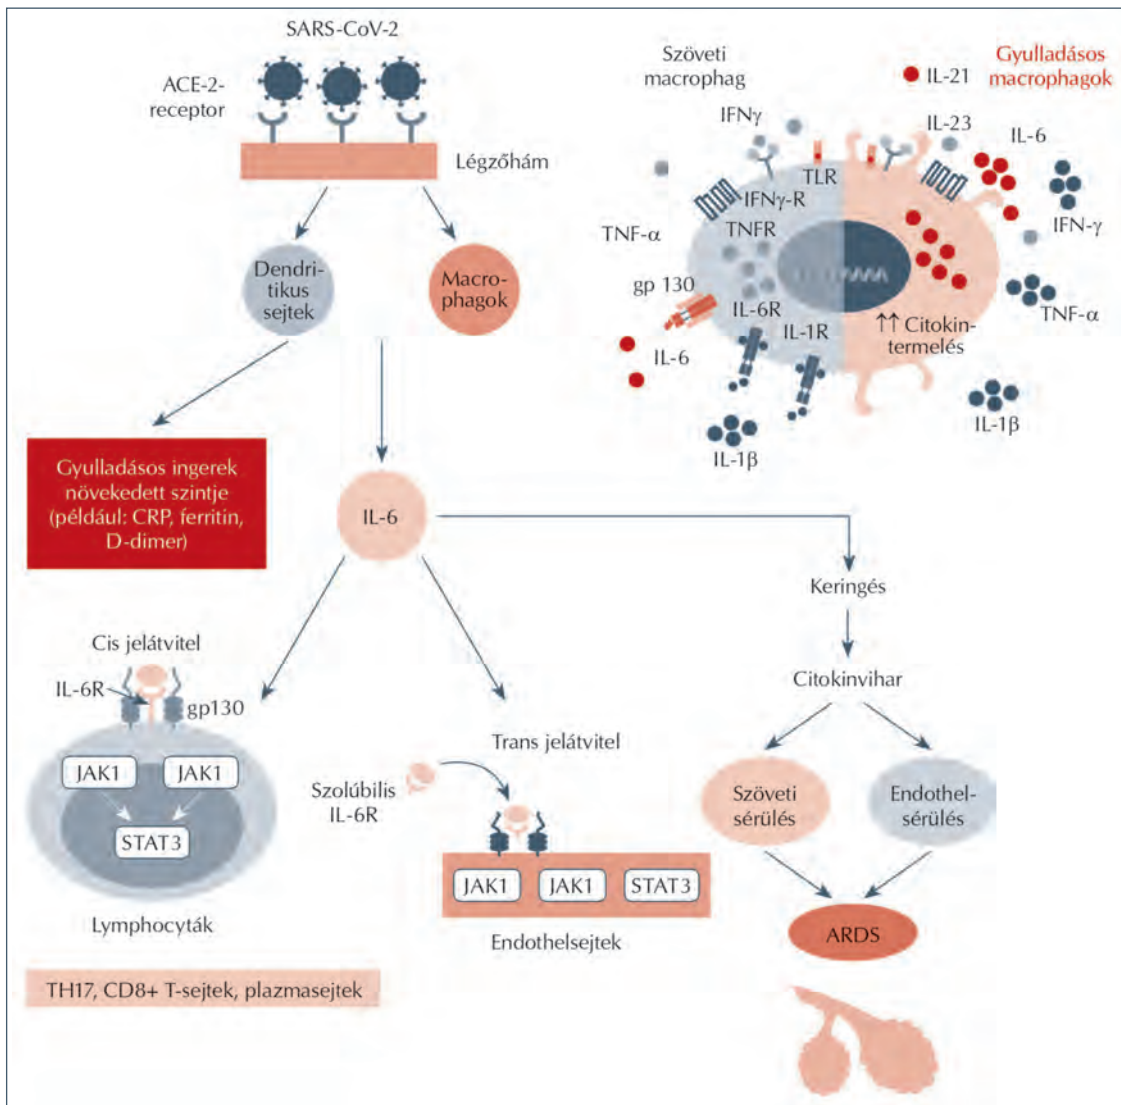 SARS-CoV-2
ACE-2-
receptor
Légzőhám
Dendri-
tikus
sejtek
Macro-
phagok
Gyulladásos ingerek
növekedett szintje
(például: CRP, ferritin,
D-dimer)
IL-6
Szöveti
macrophag
Gyulladásos
macrophagok
IL-21
IFNγ
IL-23
IL-6
TLR
IFNγ-R
IFN-γ
TNFR
TNF-α
gp 130
IL-6R
IL-1R
↑↑ Citokin-
termelés
TNF-α
IL-6
IL-1β
IL-1β
Keringés
Citokinvihar
Szöveti
sérülés
Endothel-
sérülés
ARDS
Cis jelátvitel
IL-6R
gp130
JAK1
JAK1
STAT3
Lymphocyták
TH17, CD8+ T-sejtek, plazmasejtek
Trans jelátvitel
Szolúbilis
IL-6R
JAK1
JAK1
STAT3
Endothelsejtek